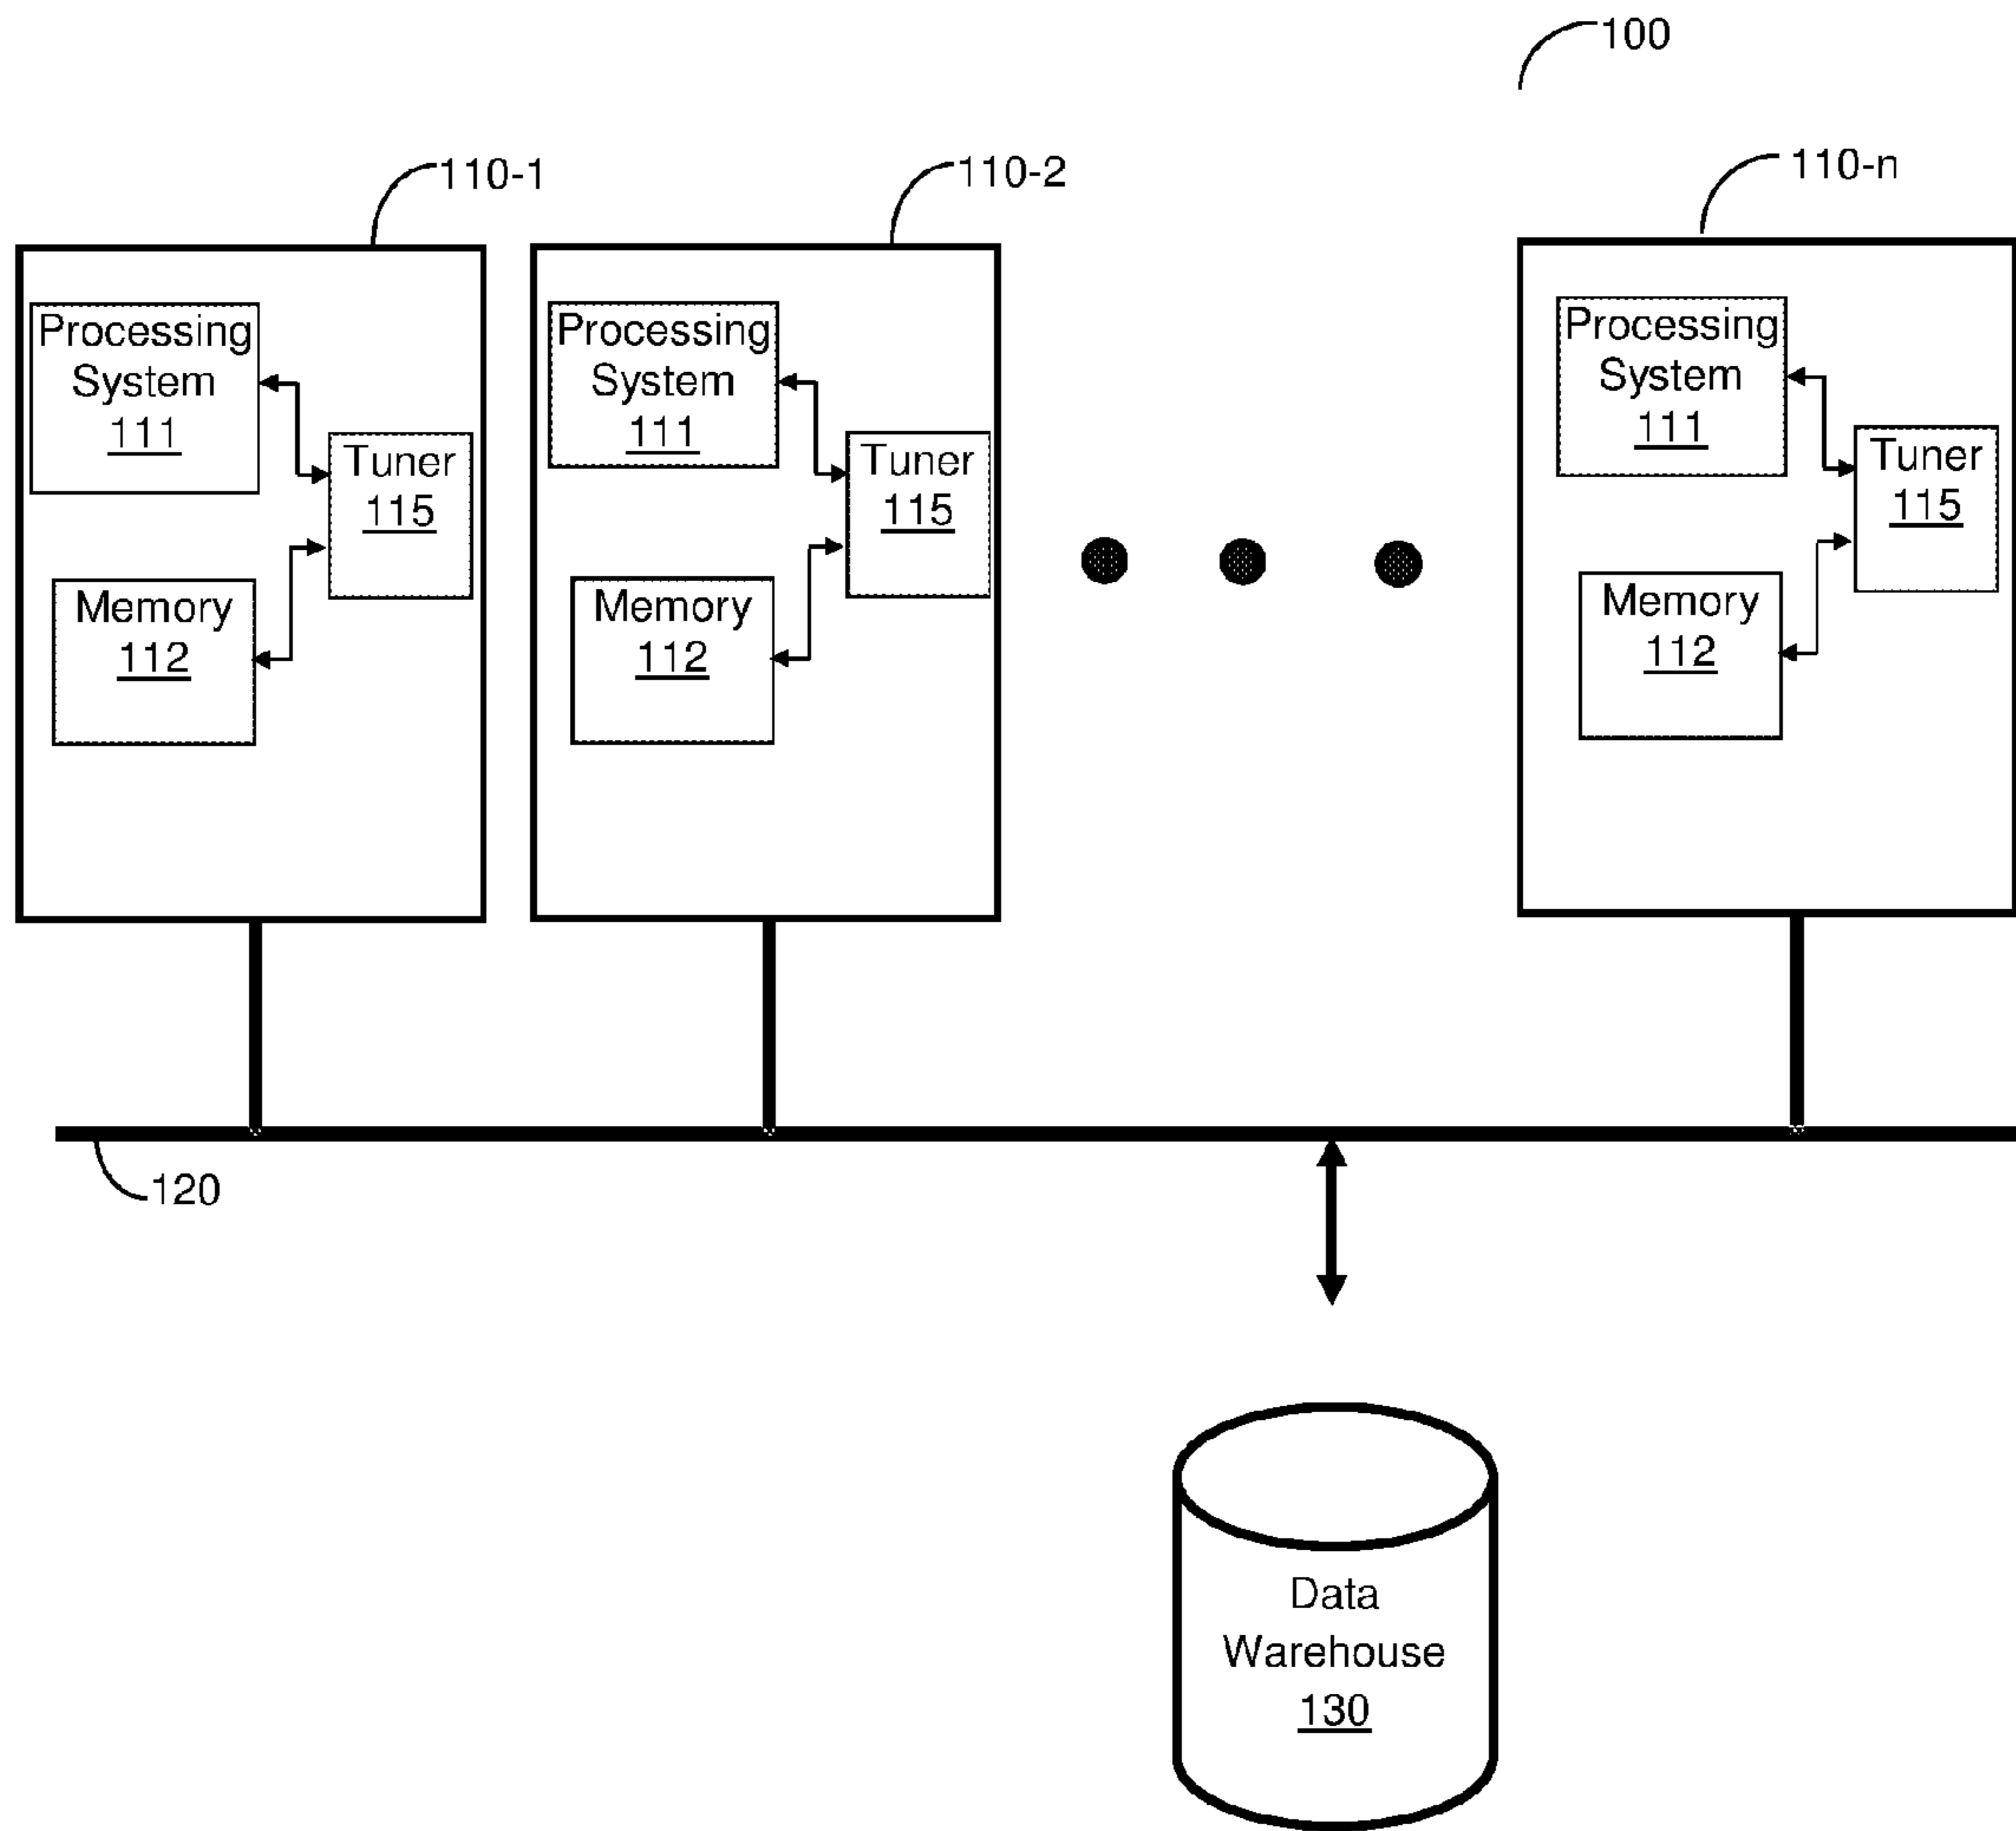 100
110-1
110-2
110-n
Processing
System
111
Tuner
115
Memory
112
Processing
System
111
Tuner
115
Memory
112
Processing
System
111
Tuner
115
Memory
112
120
Data
Warehouse
130